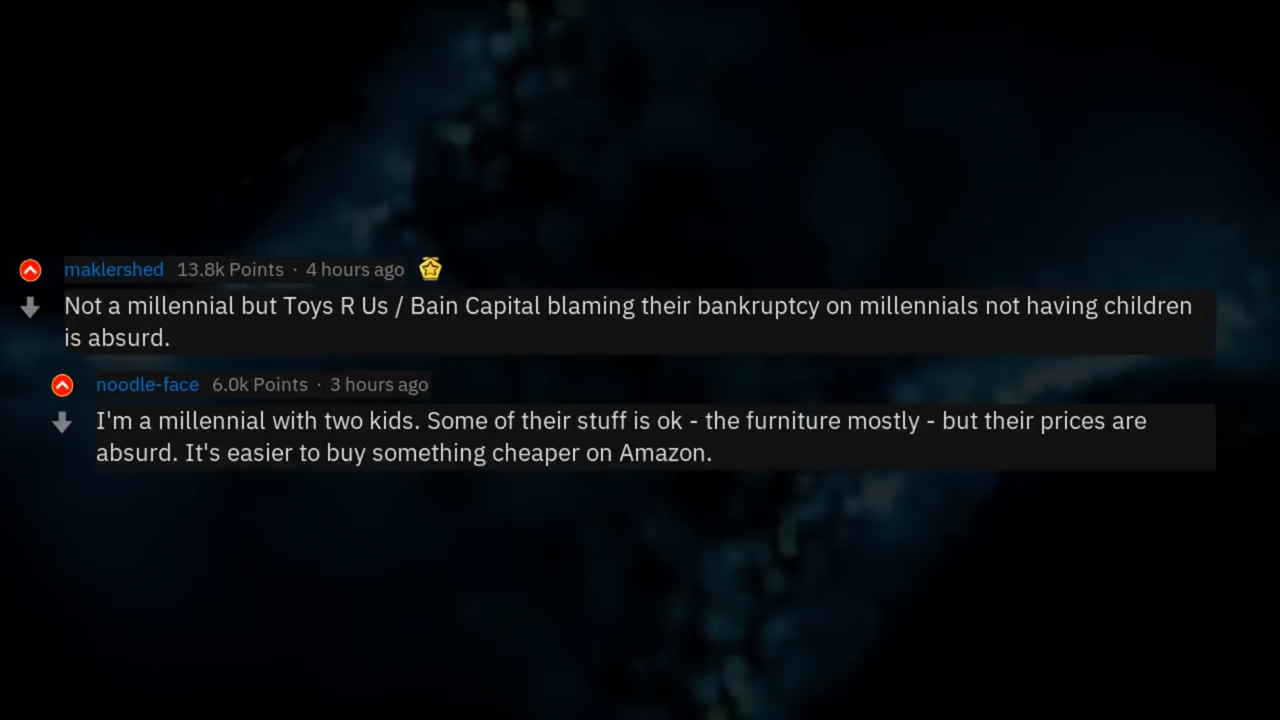 maklershed 13.8k Points · 4 hours ago
Not a millennial but Toys R Us / Bain Capital blaming their bankruptcy on millennials not having children
is absurd.
noodle-face 6.0k Points · 3 hours ago
I'm a millennial with two kids. Some of their stuff is ok - the furniture mostly - but their prices are
absurd. It's easier to buy something cheaper on Amazon.